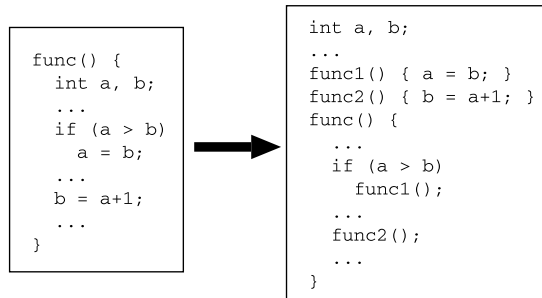 func() {
int a, b;
...
if (a > b)
a = b;
...
b = a+1;
...
}
int a, b;
...
func1() { a = b; }
func2() { b = a+1; }
func() {
...
if (a > b)
func1();
...
func2();
...
}